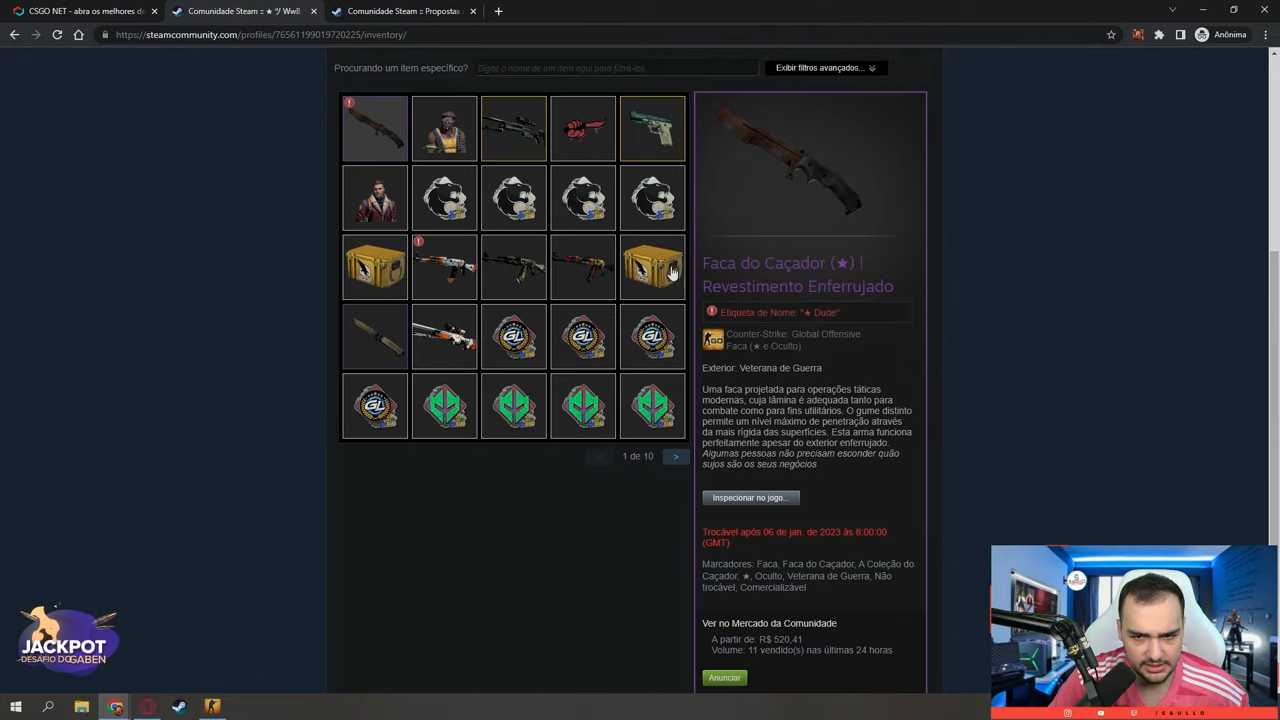 CSGO NET - abra os melhores de
Comunidade Steam :: ★ ツ WwB
Comunidade Steam :: Propostas
https://steamcommunity.com/profiles/76561199019720225/inventory/
Anônima
Procurando um item específico?
Digite o nome de um item aqui para filtrá-los
Exibir filtros avançados...
Faca do Caçador (★) |
Revestimento Enferrujado
Etiqueta de Nome: "★ Dude"
Counter-Strike: Global Offensive
Faca (★ e Oculto)
Exterior: Veterana de Guerra
Uma faca projetada para operações táticas
modernas, cuja lâmina é adequada tanto para
combate como para fins utilitários. O gume distinto
permite um nível máximo de penetração através
da mais rígida das superfícies. Esta arma funciona
perfeitamente apesar do exterior enferrujado.
Algumas pessoas não precisam esconder quão
sujos são os seus negócios
1 de 10
>
Inspecionar no jogo...
Trocável após 06 de jan. de 2023 às 8:00:00
(GMT)
Marcadores: Faca, Faca do Caçador, A Coleção do
Caçador, ★, Oculto, Veterana de Guerra, Não
trocável, Comercializável
Ver no Mercado da Comunidade
A partir de: R$ 520,41
Volume: 11 vendido(s) nas últimas 24 horas
Anunciar
JACKPOT
DESAFIO DO GABEN
/SAULLO